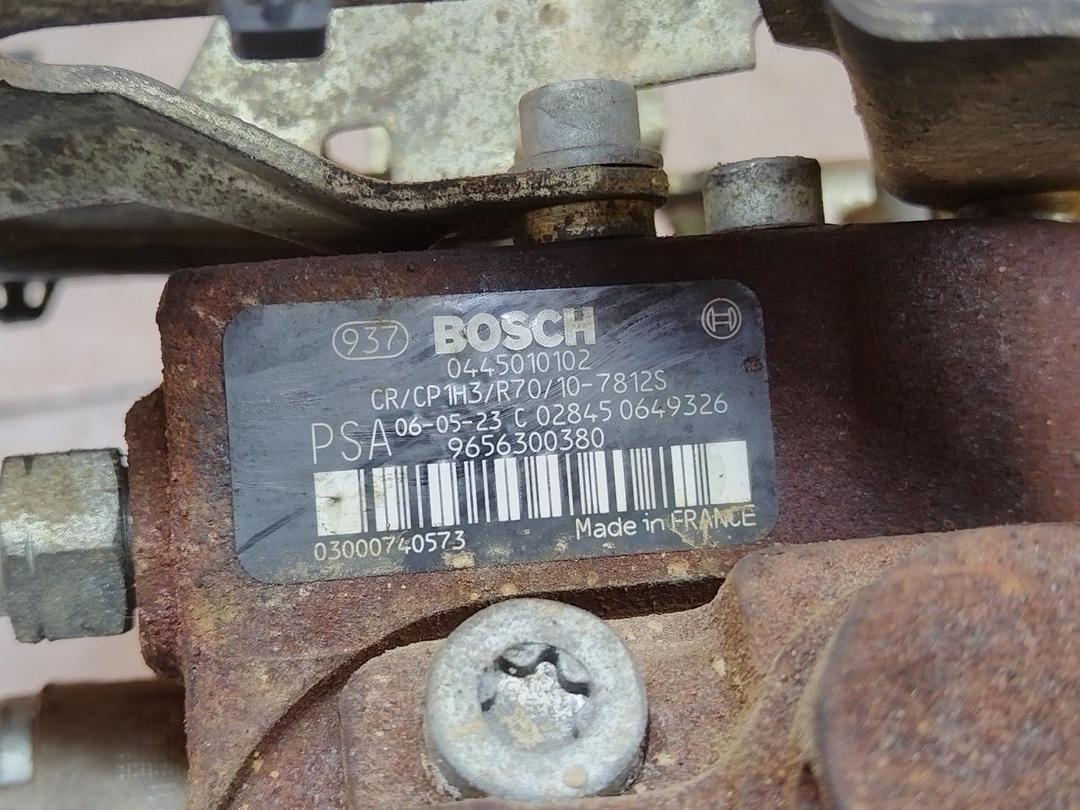 937 BOSCH
0445010102
CR/CP1H3/R70/10-7812S
PSA 06-05-23 C 02845 0649326
9656300380
03000740573 Made in FRANCE